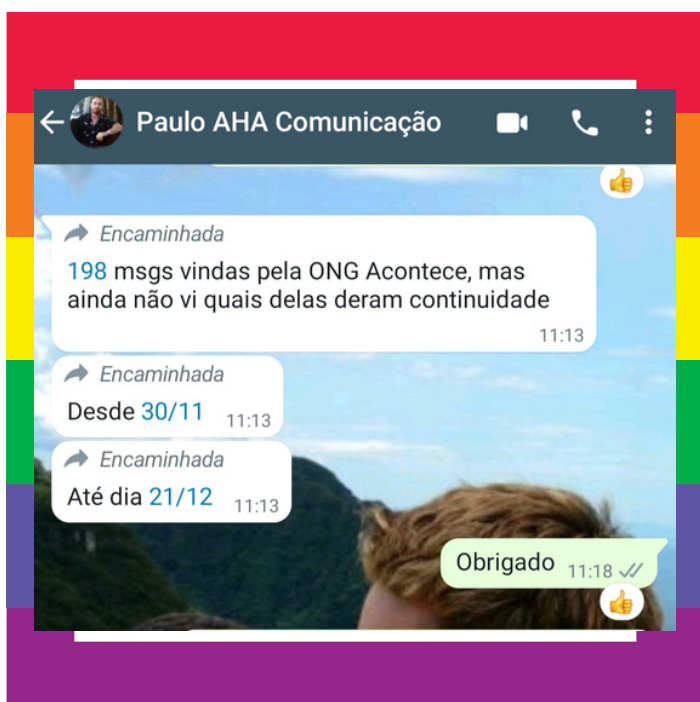 Paulo AHA Comunicação
Encaminhada
198 msgs vindas pela ONG Acontece, mas
ainda não vi quais delas deram continuidade
11:13
Encaminhada
Desde 30/11 11:13
Encaminhada
Até dia 21/12 11:13
Obrigado 11:18